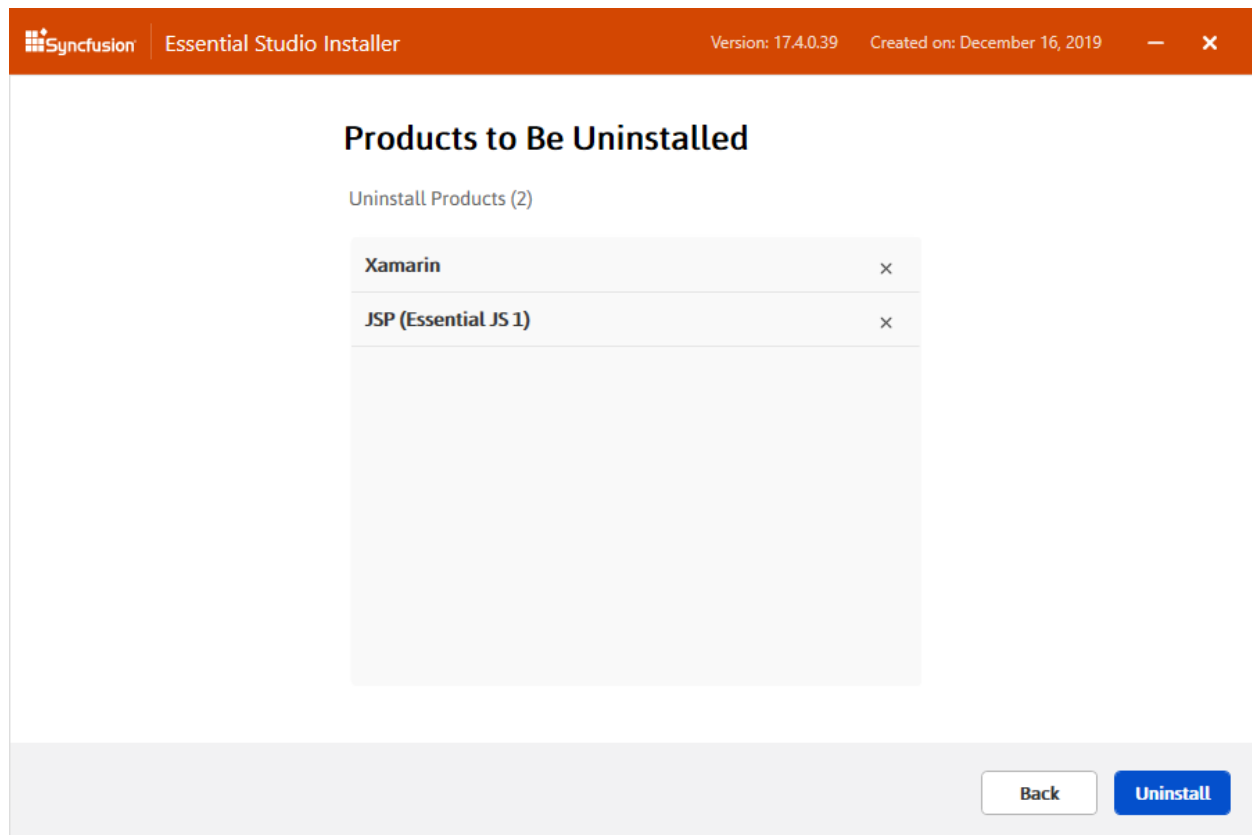 Syncfusion Essential Studio Installer Version: 17.4.0.39 Created on: December 16, 2019
Products to Be Uninstalled
Uninstall Products (2)
Xamarin
JSP (Essential JS 1)
Back Uninstall